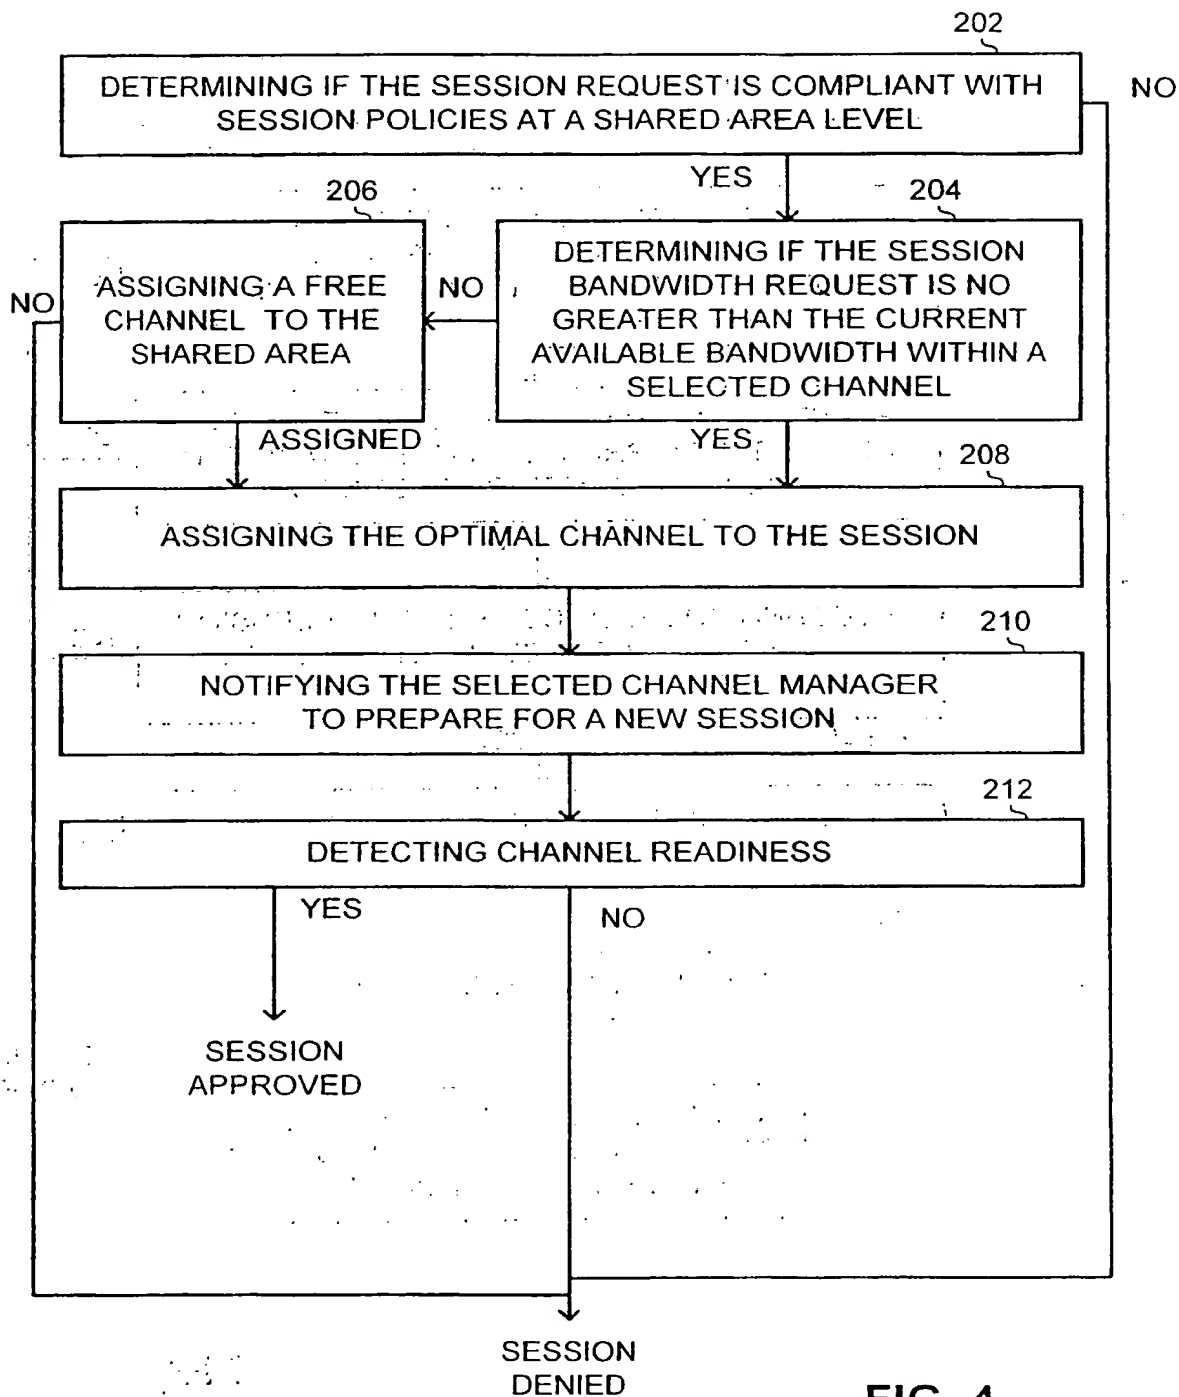 202
DETERMINING IF THE SESSION REQUEST IS COMPLIANT WITH
SESSION POLICIES AT A SHARED AREA LEVEL
NO
YES
206
204
NO
ASSIGNING A FREE
CHANNEL TO THE
SHARED AREA
NO
DETERMINING IF THE SESSION
BANDWIDTH REQUEST IS NO
GREATER THAN THE CURRENT
AVAILABLE BANDWIDTH WITHIN A
SELECTED CHANNEL
ASSIGNED
YES
208
ASSIGNING THE OPTIMAL CHANNEL TO THE SESSION
210
NOTIFYING THE SELECTED CHANNEL MANAGER
TO PREPARE FOR A NEW SESSION
212
DETECTING CHANNEL READINESS
YES
NO
SESSION
APPROVED
SESSION
DENIED
FIG. 4